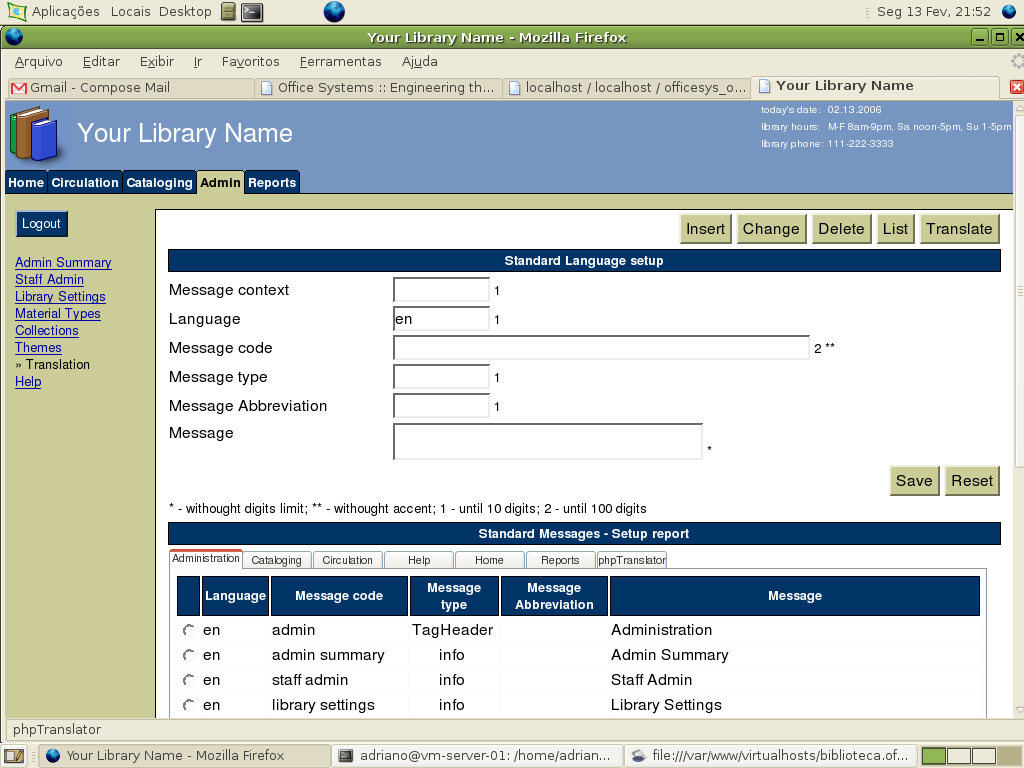 Aplicações Locais Desktop Seg 13 Fev, 21:52
Your Library Name - Mozilla Firefox
Arquivo Editar Exibir Ir Favoritos Ferramentas Ajuda
Gmail - Compose Mail Office Systems :: Engineering th... localhost / localhost / officesys_o... Your Library Name
Your Library Name
today's date: 02.13.2006
library hours: M-F 8am-9pm, Sa noon-5pm, Su 1-5pm
library phone: 111-222-3333
Home Circulation Cataloging Admin Reports
Logout
Admin Summary
Staff Admin
Library Settings
Material Types
Collections
Themes
» Translation
Help
Insert Change Delete List Translate
Standard Language setup
Message context 1
Language en 1
Message code 2 **
Message type 1
Message Abbreviation 1
Message *
Save Reset
* - withought digits limit; ** - withought accent; 1 - until 10 digits; 2 - until 100 digits
Standard Messages - Setup report
Administration Cataloging Circulation Help Home Reports phpTranslator
Language Message code Message type Message Abbreviation Message
en admin TagHeader Administration
en admin summary info Admin Summary
en staff admin info Staff Admin
en library settings info Library Settings
phpTranslator
Your Library Name - Mozilla Firefox adriano@vm-server-01: /home/adrian... file:///var/www/virtualhosts/biblioteca.of...